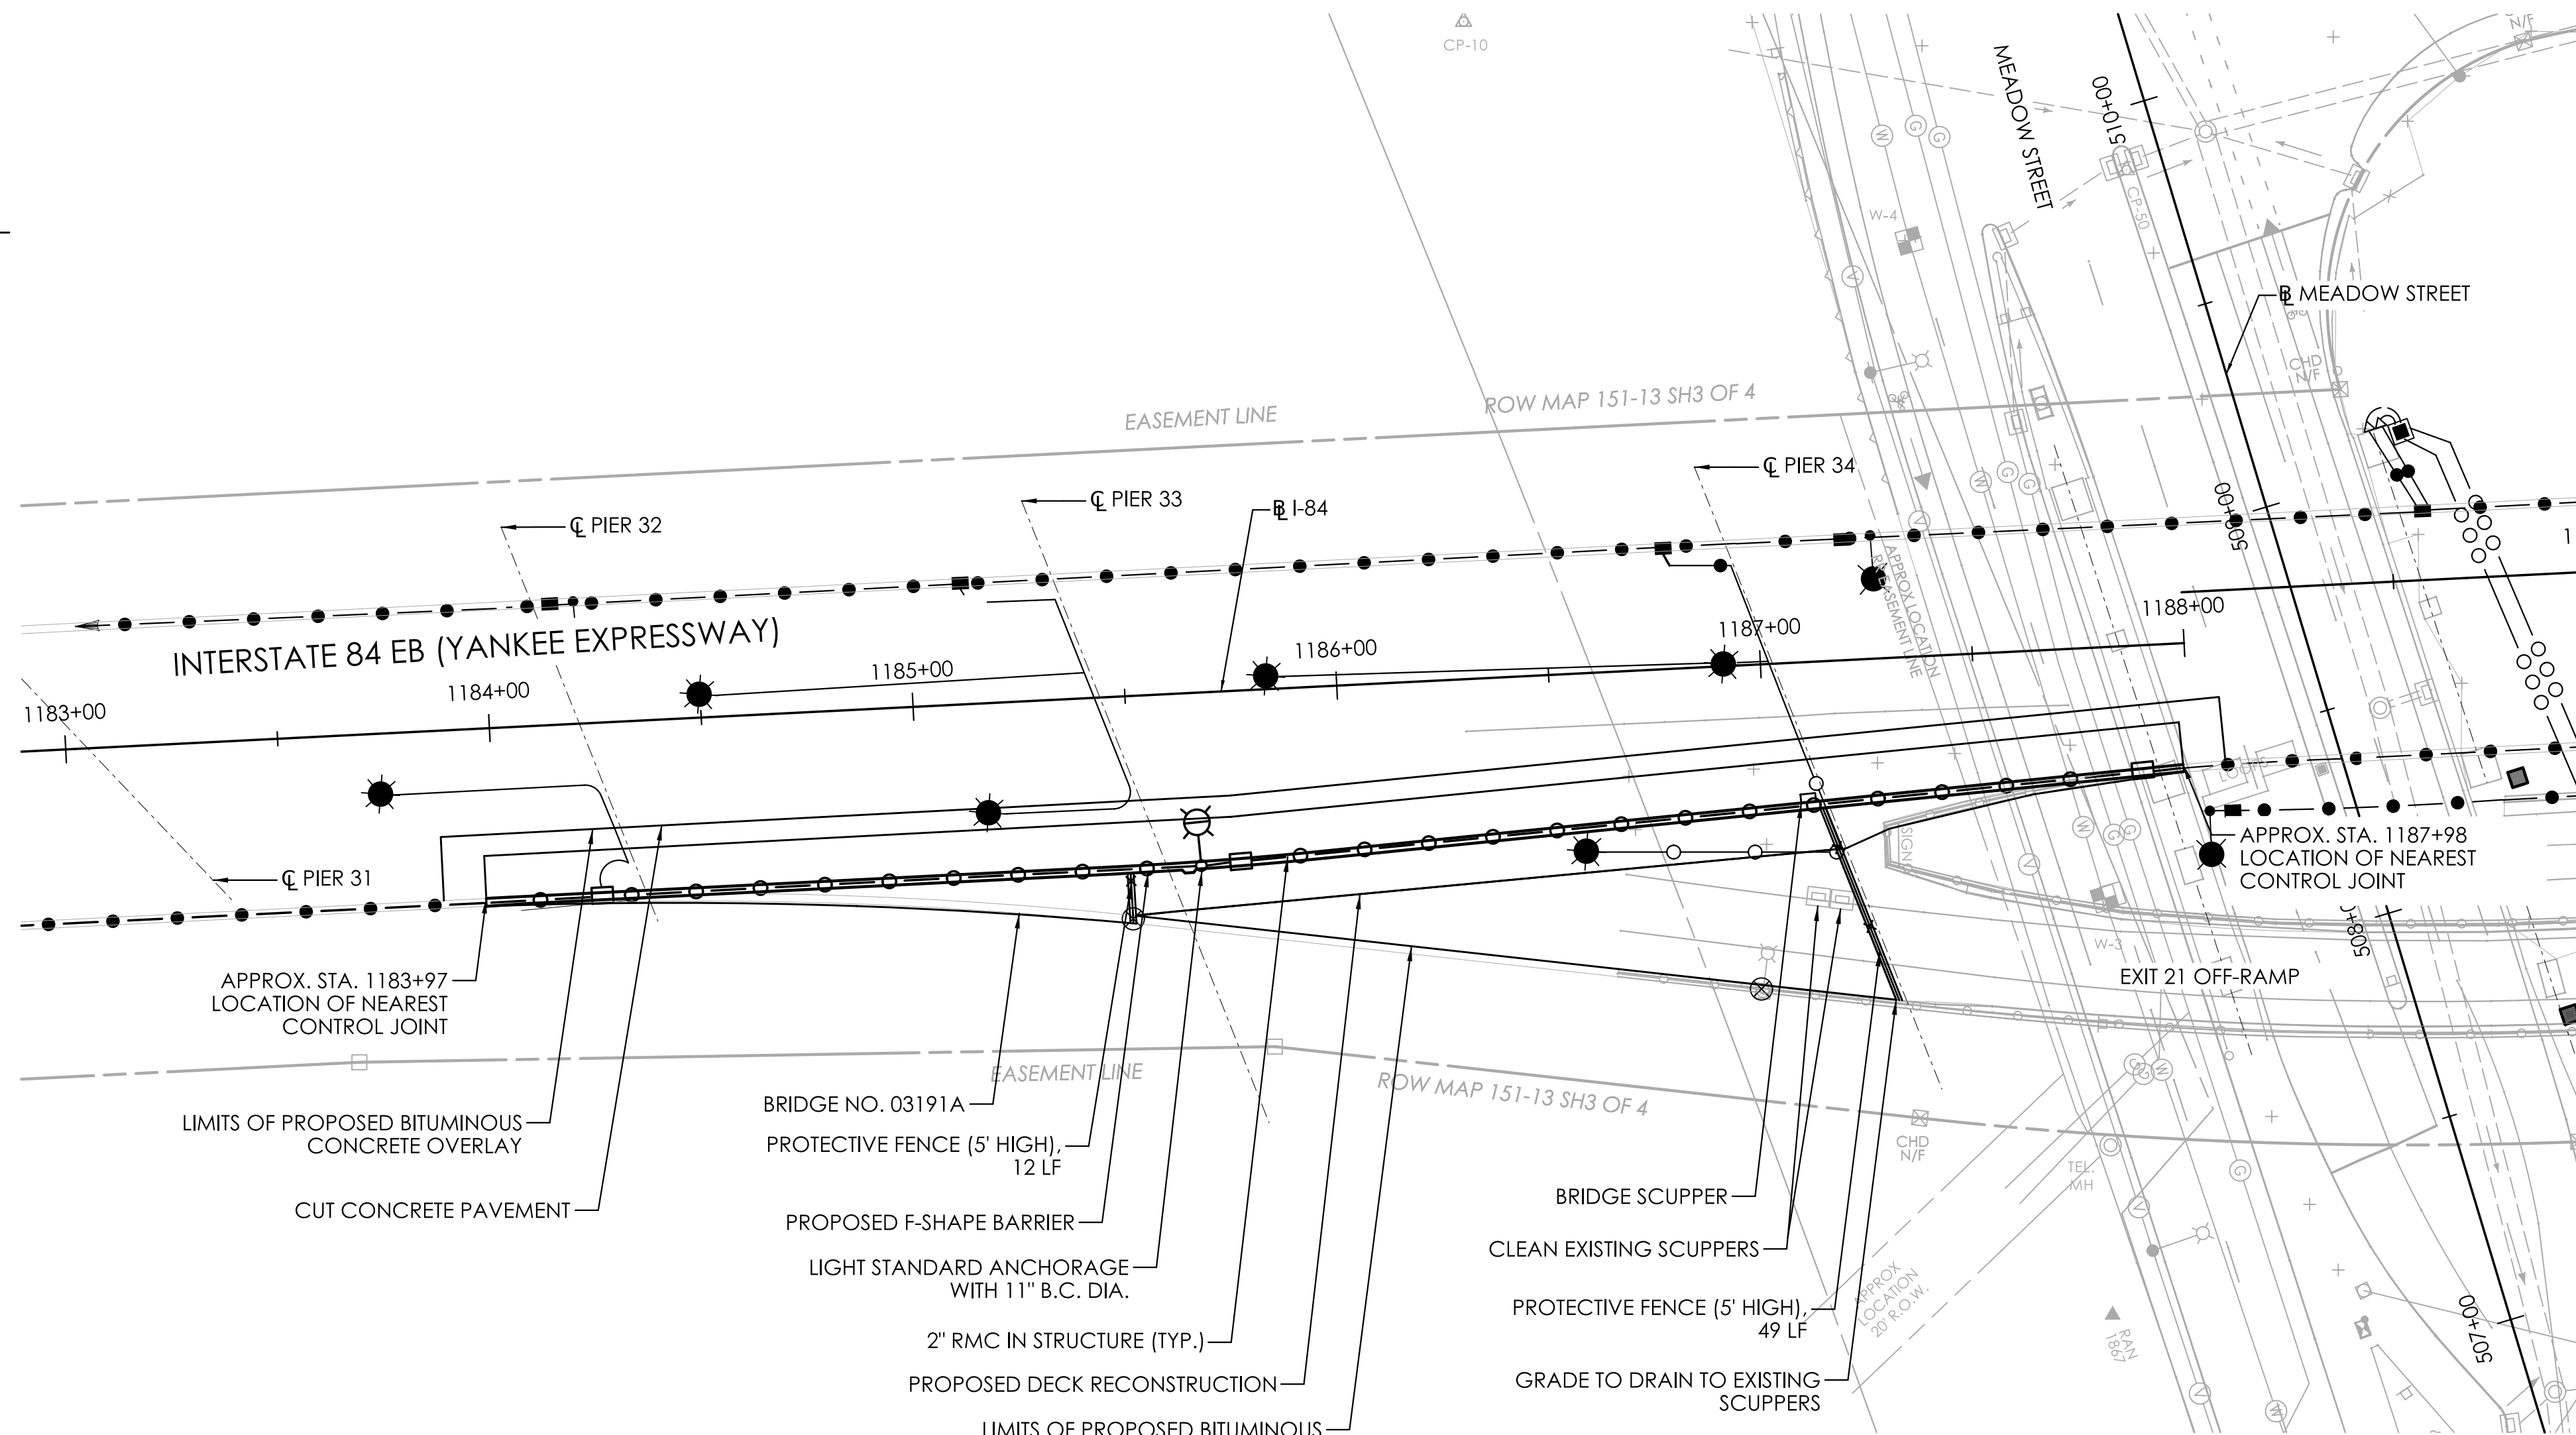 CP-10
N/F
MEADOW STREET
510+00
CP-50
W-4
W
G
G
V
℄ PIER 32
℄ PIER 33
℄ PIER 34
BL I-84
BL MEADOW STREET
CHD
N/F
EASEMENT LINE
ROW MAP 151-13 SH3 OF 4
W
G
G
V
509+00
APPROX LOCATION
INTERSTATE 84 EB (YANKEE EXPRESSWAY)
1183+00
1184+00
1185+00
1186+00
1187+00
1188+00
℄ PIER 31
SIGN
W
G
G
V
APPROX. STA. 1187+98
LOCATION OF NEAREST
CONTROL JOINT
W-3
EXIT 21 OFF-RAMP
APPROX. STA. 1183+97
LOCATION OF NEAREST
CONTROL JOINT
EASEMENT LINE
ROW MAP 151-13 SH3 OF 4
LIMITS OF PROPOSED BITUMINOUS
CONCRETE OVERLAY
CUT CONCRETE PAVEMENT
BRIDGE NO. 03191A
PROTECTIVE FENCE (5' HIGH),
12 LF
PROPOSED F-SHAPE BARRIER
LIGHT STANDARD ANCHORAGE
WITH 11" B.C. DIA.
2" RMC IN STRUCTURE (TYP.)
PROPOSED DECK RECONSTRUCTION
LIMITS OF PROPOSED BITUMINOUS
BRIDGE SCUPPER
CLEAN EXISTING SCUPPERS
PROTECTIVE FENCE (5' HIGH),
49 LF
GRADE TO DRAIN TO EXISTING
SCUPPERS
CHD
N/F
TEL.
MH
W
G
V
APPROX
LOCATION
20' R.O.W.
RAN
1867
507+00
V
W